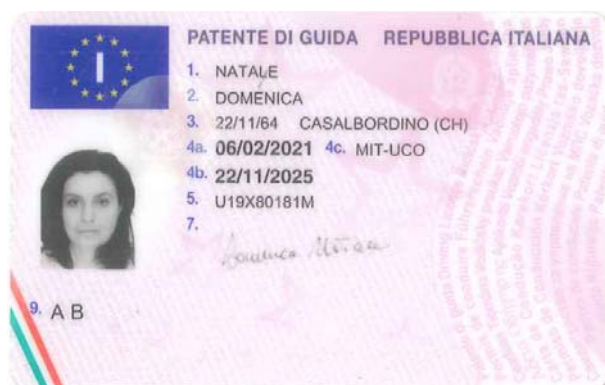 PATENTE DI GUIDA REPUBBLICA ITALIANA
I
1. NATALE
2. DOMENICA
3. 22/11/64 CASALBORDINO (CH)
4a. 06/02/2021 4c. MIT-UCO
4b. 22/11/2025
5. U19X80181M
7.
9. A B